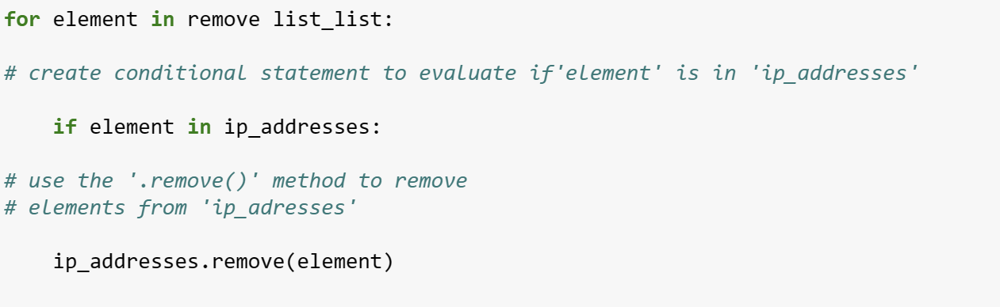 for element in remove list_list:
# create conditional statement to evaluate if'element' is in 'ip_addresses'
    if element in ip_addresses:
# use the '.remove()' method to remove
# elements from 'ip_adresses'
    ip_addresses.remove(element)